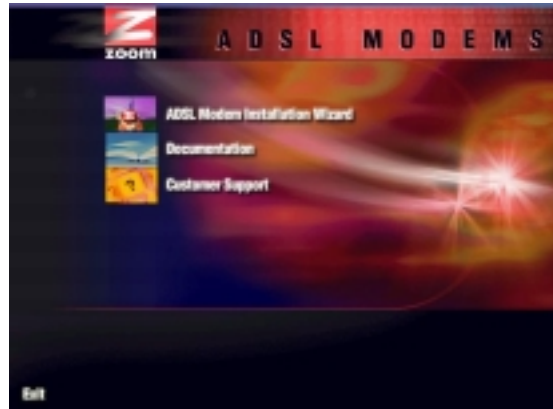 zoom
ADSL MODEMS
ADSL Modem Installation Wizard
Documentation
Customer Support
Exit